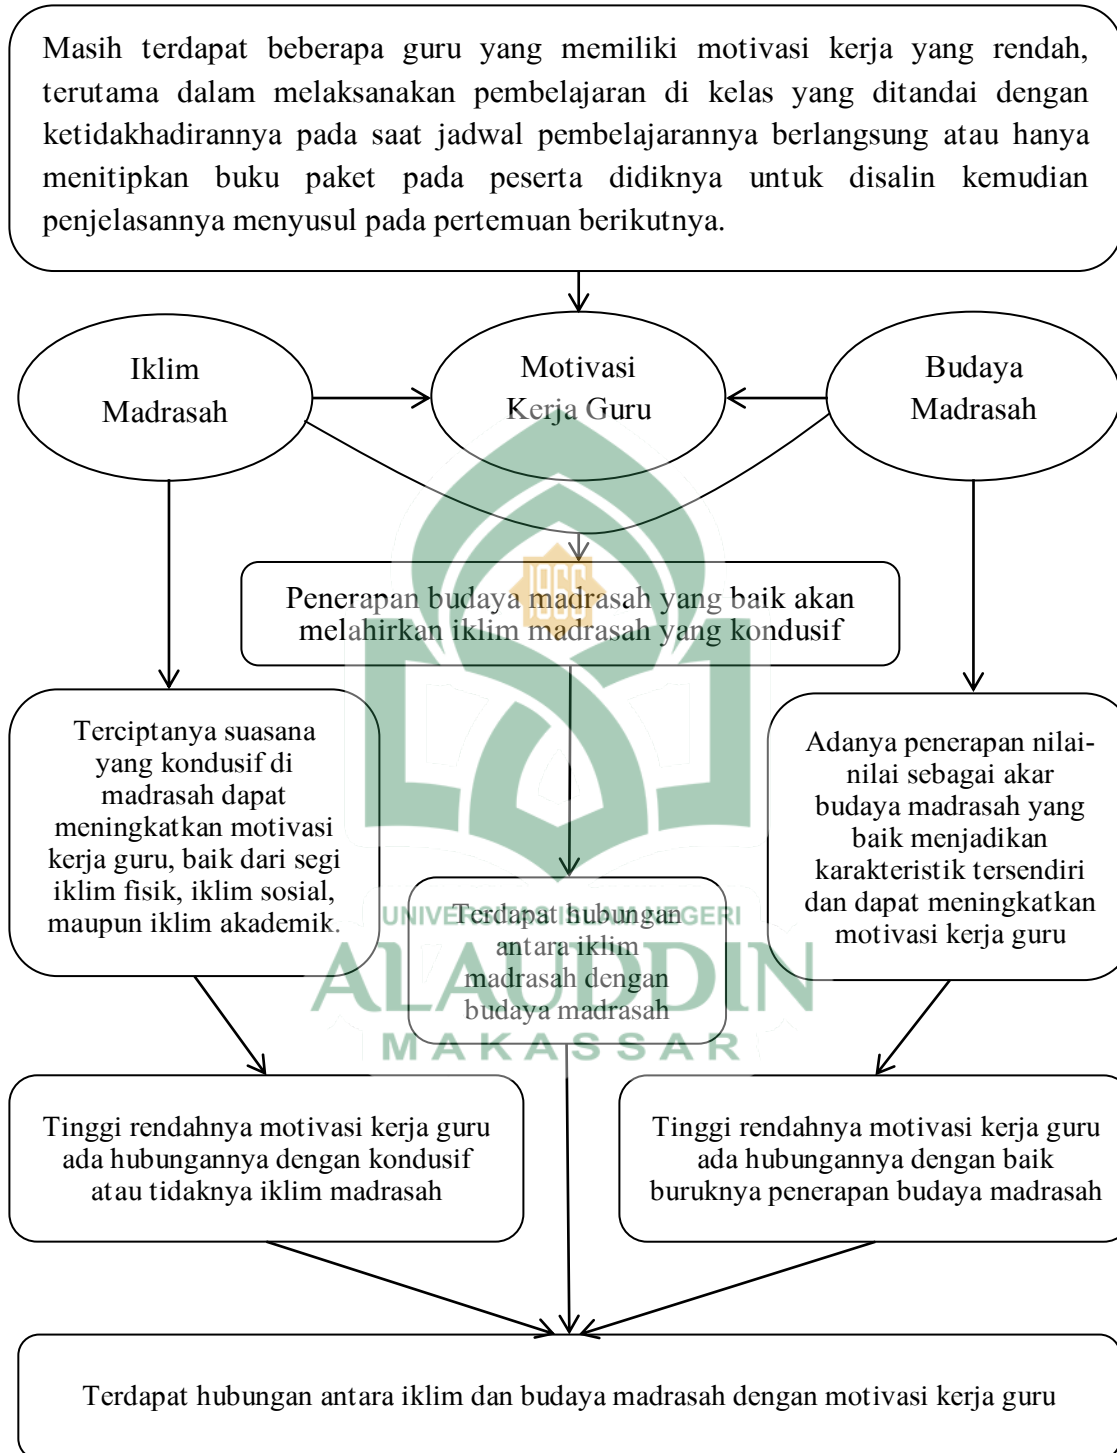 Masih terdapat beberapa guru yang memiliki motivasi kerja yang rendah,
terutama dalam melaksanakan pembelajaran di kelas yang ditandai dengan
ketidakhadirannya pada saat jadwal pembelajarannya berlangsung atau hanya
menitipkan buku paket pada peserta didiknya untuk disalin kemudian
penjelasannya menyusul pada pertemuan berikutnya.
Iklim
Madrasah
Motivasi
Kerja Guru
Budaya
Madrasah
1966
Penerapan budaya madrasah yang baik akan
melahirkan iklim madrasah yang kondusif
Terciptanya suasana
yang kondusif di
madrasah dapat
meningkatkan motivasi
kerja guru, baik dari segi
iklim fisik, iklim sosial,
maupun iklim akademik.
Adanya penerapan nilai-
nilai sebagai akar
budaya madrasah yang
baik menjadikan
karakteristik tersendiri
dan dapat meningkatkan
motivasi kerja guru
Terdapat hubungan
antara iklim
madrasah dengan
budaya madrasah
UNIVERSITAS ISLAM NEGERI
ALAUDDIN
MAKASSAR
Tinggi rendahnya motivasi kerja guru
ada hubungannya dengan kondusif
atau tidaknya iklim madrasah
Tinggi rendahnya motivasi kerja guru
ada hubungannya dengan baik
buruknya penerapan budaya madrasah
Terdapat hubungan antara iklim dan budaya madrasah dengan motivasi kerja guru